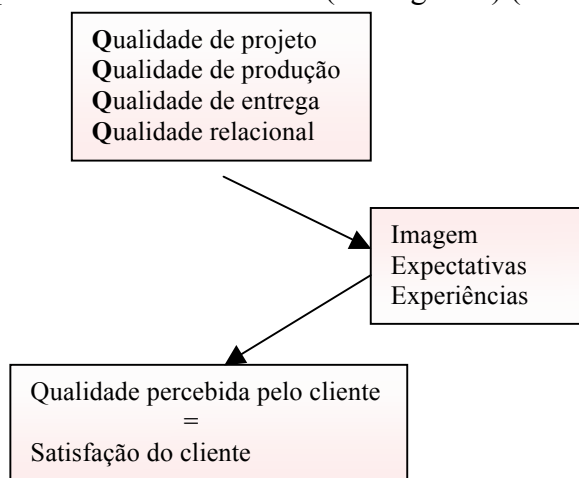 Qualidade de projeto
Qualidade de produção
Qualidade de entrega
Qualidade relacional
Imagem
Expectativas
Experiências
Qualidade percebida pelo cliente
=
Satisfação do cliente